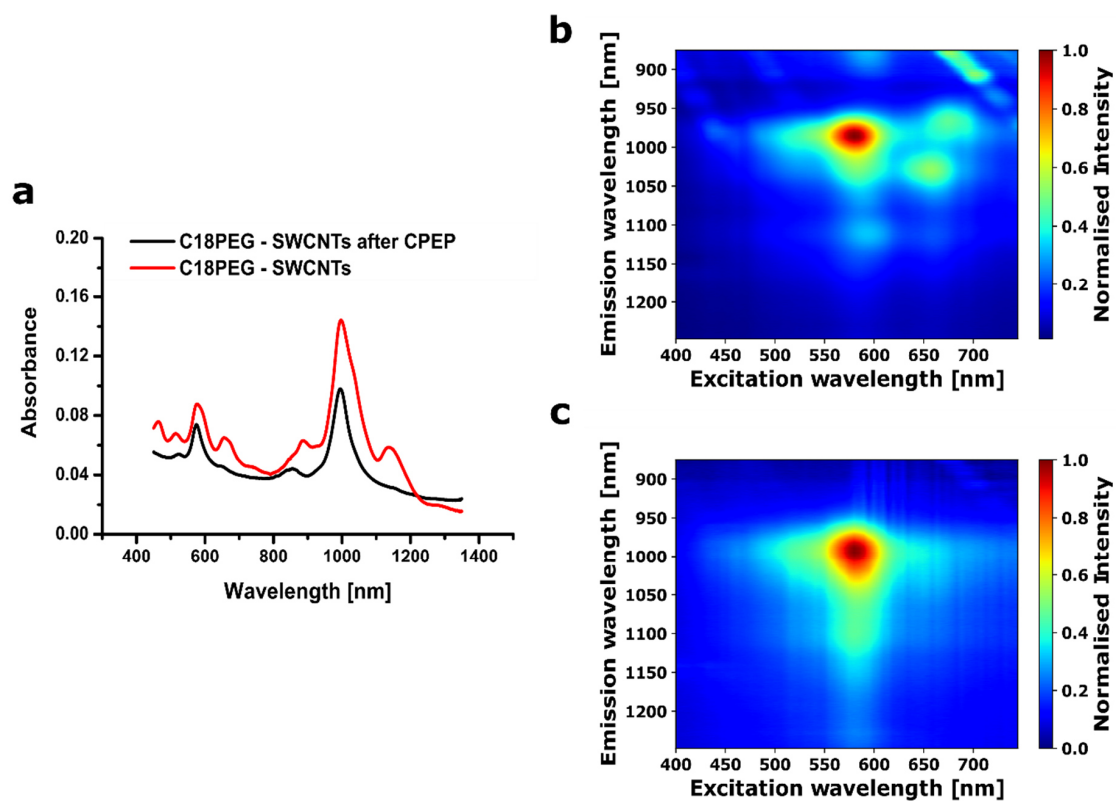 a
C18PEG - SWCNTs after CPEP
C18PEG - SWCNTs
0.20
0.16
0.12
0.08
0.04
0.00
Absorbance
400 600 800 1000 1200 1400
Wavelength [nm]
b
900
950
1000
1050
1100
1150
1200
Emission wavelength [nm]
400 450 500 550 600 650 700
Excitation wavelength [nm]
1.0
0.8
0.6
0.4
0.2
Normalised Intensity
c
900
950
1000
1050
1100
1150
1200
Emission wavelength [nm]
400 450 500 550 600 650 700
Excitation wavelength [nm]
1.0
0.8
0.6
0.4
0.2
0.0
Normalised Intensity